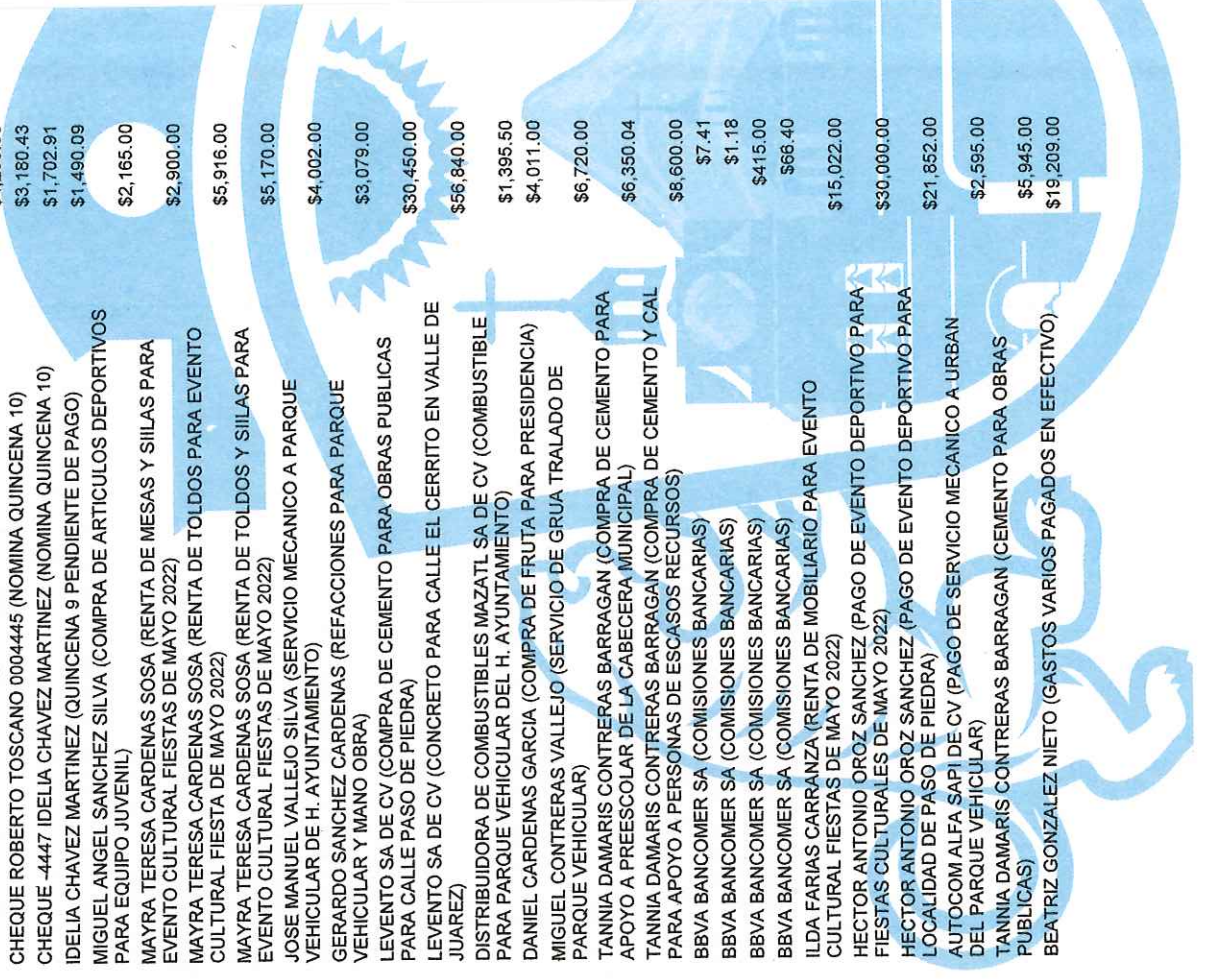 CHEQUE ROBERTO TOSCANO 0004445 (NOMINA QUINCENA 10) $3,180.43
CHEQUE -4447 IDELIA CHAVEZ MARTINEZ (NOMINA QUINCENA 10) $1,702.91
IDELIA CHAVEZ MARTINEZ (QUINCENA 9 PENDIENTE DE PAGO) $1,490.09
MIGUEL ANGEL SANCHEZ SILVA (COMPRA DE ARTICULOS DEPORTIVOS $2,165.00
PARA EQUIPO JUVENIL)
MAYRA TERESA CARDENAS SOSA (RENTA DE MESAS Y SIILAS PARA $2,900.00
EVENTO CULTURAL FIESTAS DE MAYO 2022)
MAYRA TERESA CARDENAS SOSA (RENTA DE TOLDOS PARA EVENTO $5,916.00
CULTURAL FIESTA DE MAYO 2022)
MAYRA TERESA CARDENAS SOSA (RENTA DE TOLDOS Y SIILAS PARA $5,170.00
EVENTO CULTURAL FIESTAS DE MAYO 2022)
JOSE MANUEL VALLEJO SILVA (SERVICIO MECANICO A PARQUE $4,002.00
VEHICULAR DE H. AYUNTAMIENTO)
GERARDO SANCHEZ CARDENAS (REFACCIONES PARA PARQUE $3,079.00
VEHICULAR Y MANO OBRA)
LEVENTO SA DE CV (COMPRA DE CEMENTO PARA OBRAS PUBLICAS $30,450.00
PARA CALLE PASO DE PIEDRA)
LEVENTO SA DE CV (CONCRETO PARA CALLE EL CERRITO EN VALLE DE $56,840.00
JUAREZ)
DISTRIBUIDORA DE COMBUSTIBLES MAZATL SA DE CV (COMBUSTIBLE $1,395.50
PARA PARQUE VEHICULAR DEL H. AYUNTAMIENTO)
DANIEL CARDENAS GARCIA (COMPRA DE FRUTA PARA PRESIDENCIA) $4,011.00
MIGUEL CONTRERAS VALLEJO (SERVICIO DE GRUA TRALADO DE $6,720.00
PARQUE VEHICULAR)
TANNIA DAMARIS CONTRERAS BARRAGAN (COMPRA DE CEMENTO PARA $6,350.04
APOYO A PREESCOLAR DE LA CABECERA MUNICIPAL)
TANNIA DAMARIS CONTRERAS BARRAGAN (COMPRA DE CEMENTO Y CAL $8,600.00
PARA APOYO A PERSONAS DE ESCASOS RECURSOS)
BBVA BANCOMER SA (COMISIONES BANCARIAS) $7.41
BBVA BANCOMER SA (COMISIONES BANCARIAS) $1.18
BBVA BANCOMER SA (COMISIONES BANCARIAS) $415.00
BBVA BANCOMER SA (COMISIONES BANCARIAS) $66.40
ILDA FARIAS CARRANZA (RENTA DE MOBILIARIO PARA EVENTO $15,022.00
CULTURAL FIESTAS DE MAYO 2022)
HECTOR ANTONIO OROZ SANCHEZ (PAGO DE EVENTO DEPORTIVO PARA $30,000.00
FIESTAS CULTURALES DE MAYO 2022)
HECTOR ANTONIO OROZ SANCHEZ (PAGO DE EVENTO DEPORTIVO PARA $21,852.00
LOCALIDAD DE PASO DE PIEDRA)
AUTOCOM ALFA SAPI DE CV (PAGO DE SERVICIO MECANICO A URBAN $2,595.00
DEL PARQUE VEHICULAR)
TANNIA DAMARIS CONTRERAS BARRAGAN (CEMENTO PARA OBRAS $5,945.00
PUBLICAS)
BEATRIZ GONZALEZ NIETO (GASTOS VARIOS PAGADOS EN EFECTIVO) $19,209.00